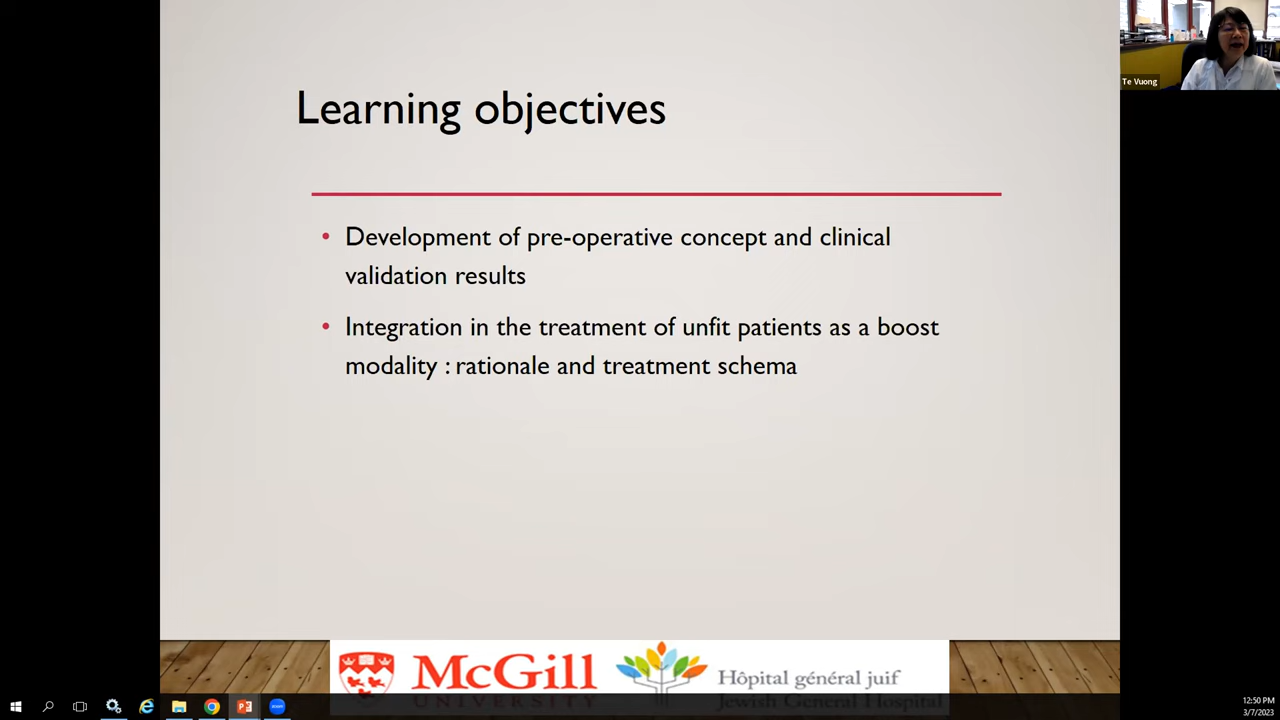 Te Vuong
Learning objectives
• Development of pre-operative concept and clinical
validation results
• Integration in the treatment of unfit patients as a boost
modality : rationale and treatment schema
McGill
UNIVERSITY
Hôpital général juif
Jewish General Hospital
12:50 PM
3/7/2023